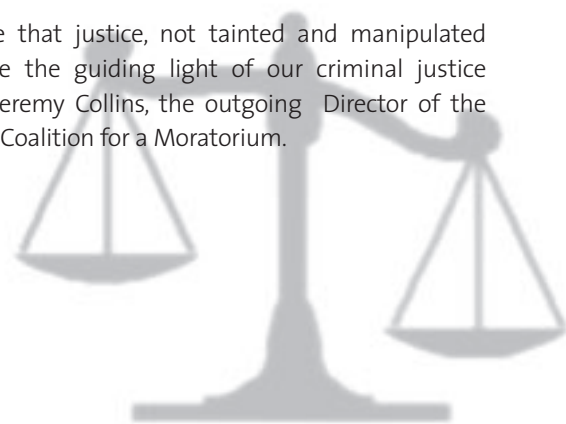 e that justice, not tainted and manipulated
e the guiding light of our criminal justice
eremy Collins, the outgoing Director of the
Coalition for a Moratorium.